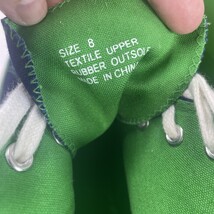 SIZE 8
TEXTILE UPPER
RUBBER OUTSOLE
MADE IN CHINA